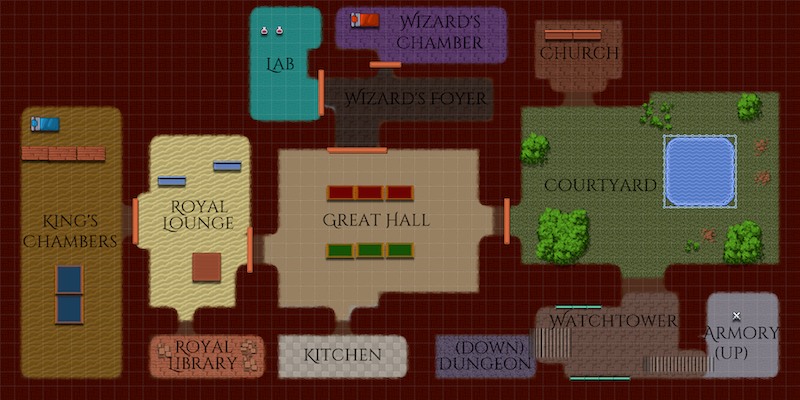 Wizard's
Chamber
Lab
Church
Wizard's Foyer
Courtyard
King's
Chambers
Royal
Lounge
Great Hall
Watchtower
Armory
(Up)
Royal
Library
Kitchen
(Down)
Dungeon